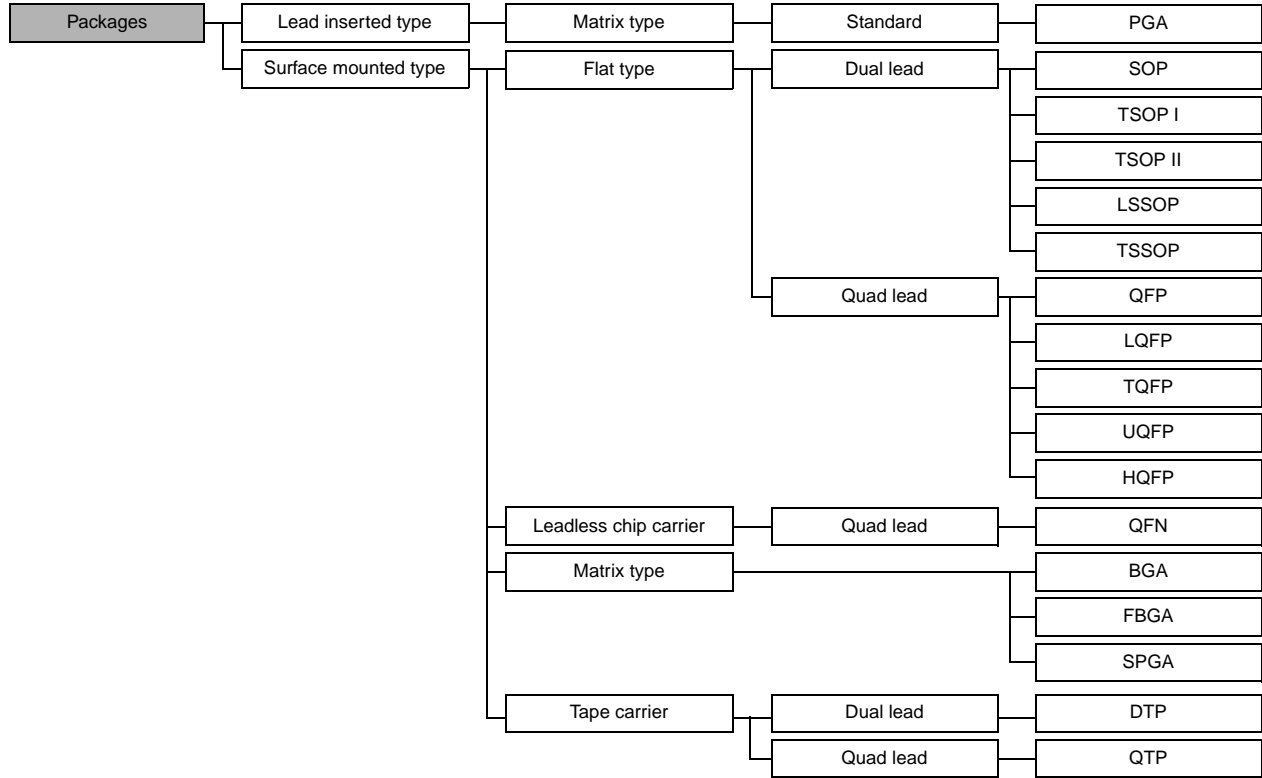 Packages
Lead inserted type
Matrix type
Standard
PGA
Surface mounted type
Flat type
Dual lead
SOP
TSOP I
TSOP II
LSSOP
TSSOP
Quad lead
QFP
LQFP
TQFP
UQFP
HQFP
Leadless chip carrier
Quad lead
QFN
Matrix type
BGA
FBGA
SPGA
Tape carrier
Dual lead
DTP
Quad lead
QTP